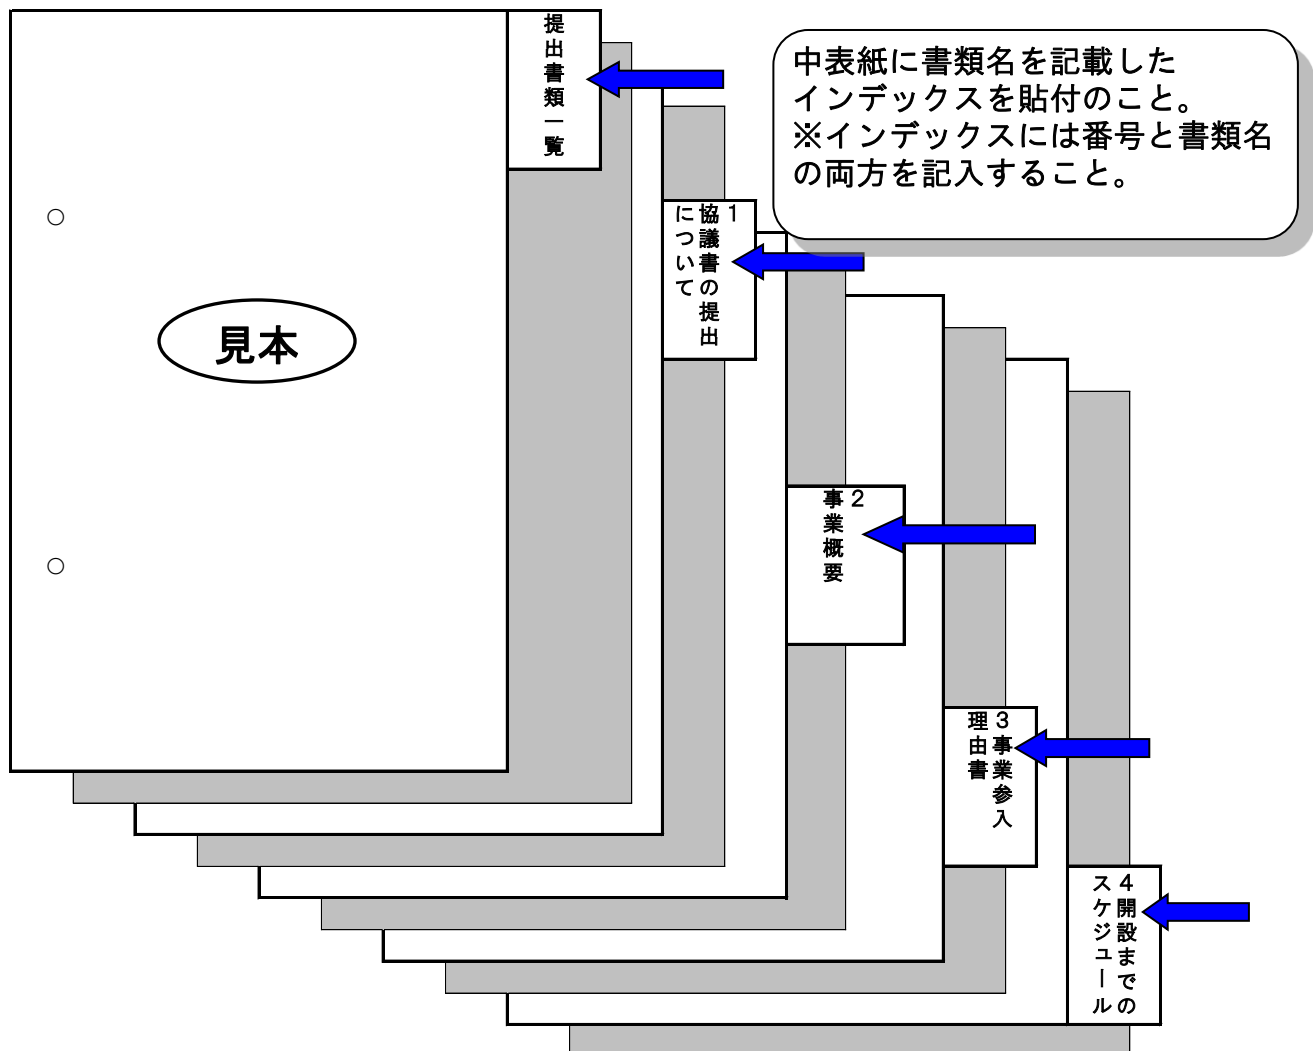 提出書類一覧
中表紙に書類名を記載した
インデックスを貼付のこと。
※インデックスには番号と書類名
の両方を記入すること。
１
協議書の提出
について
見本
２
事業概要
３事業参入
理由書
４開設までの
スケジュール